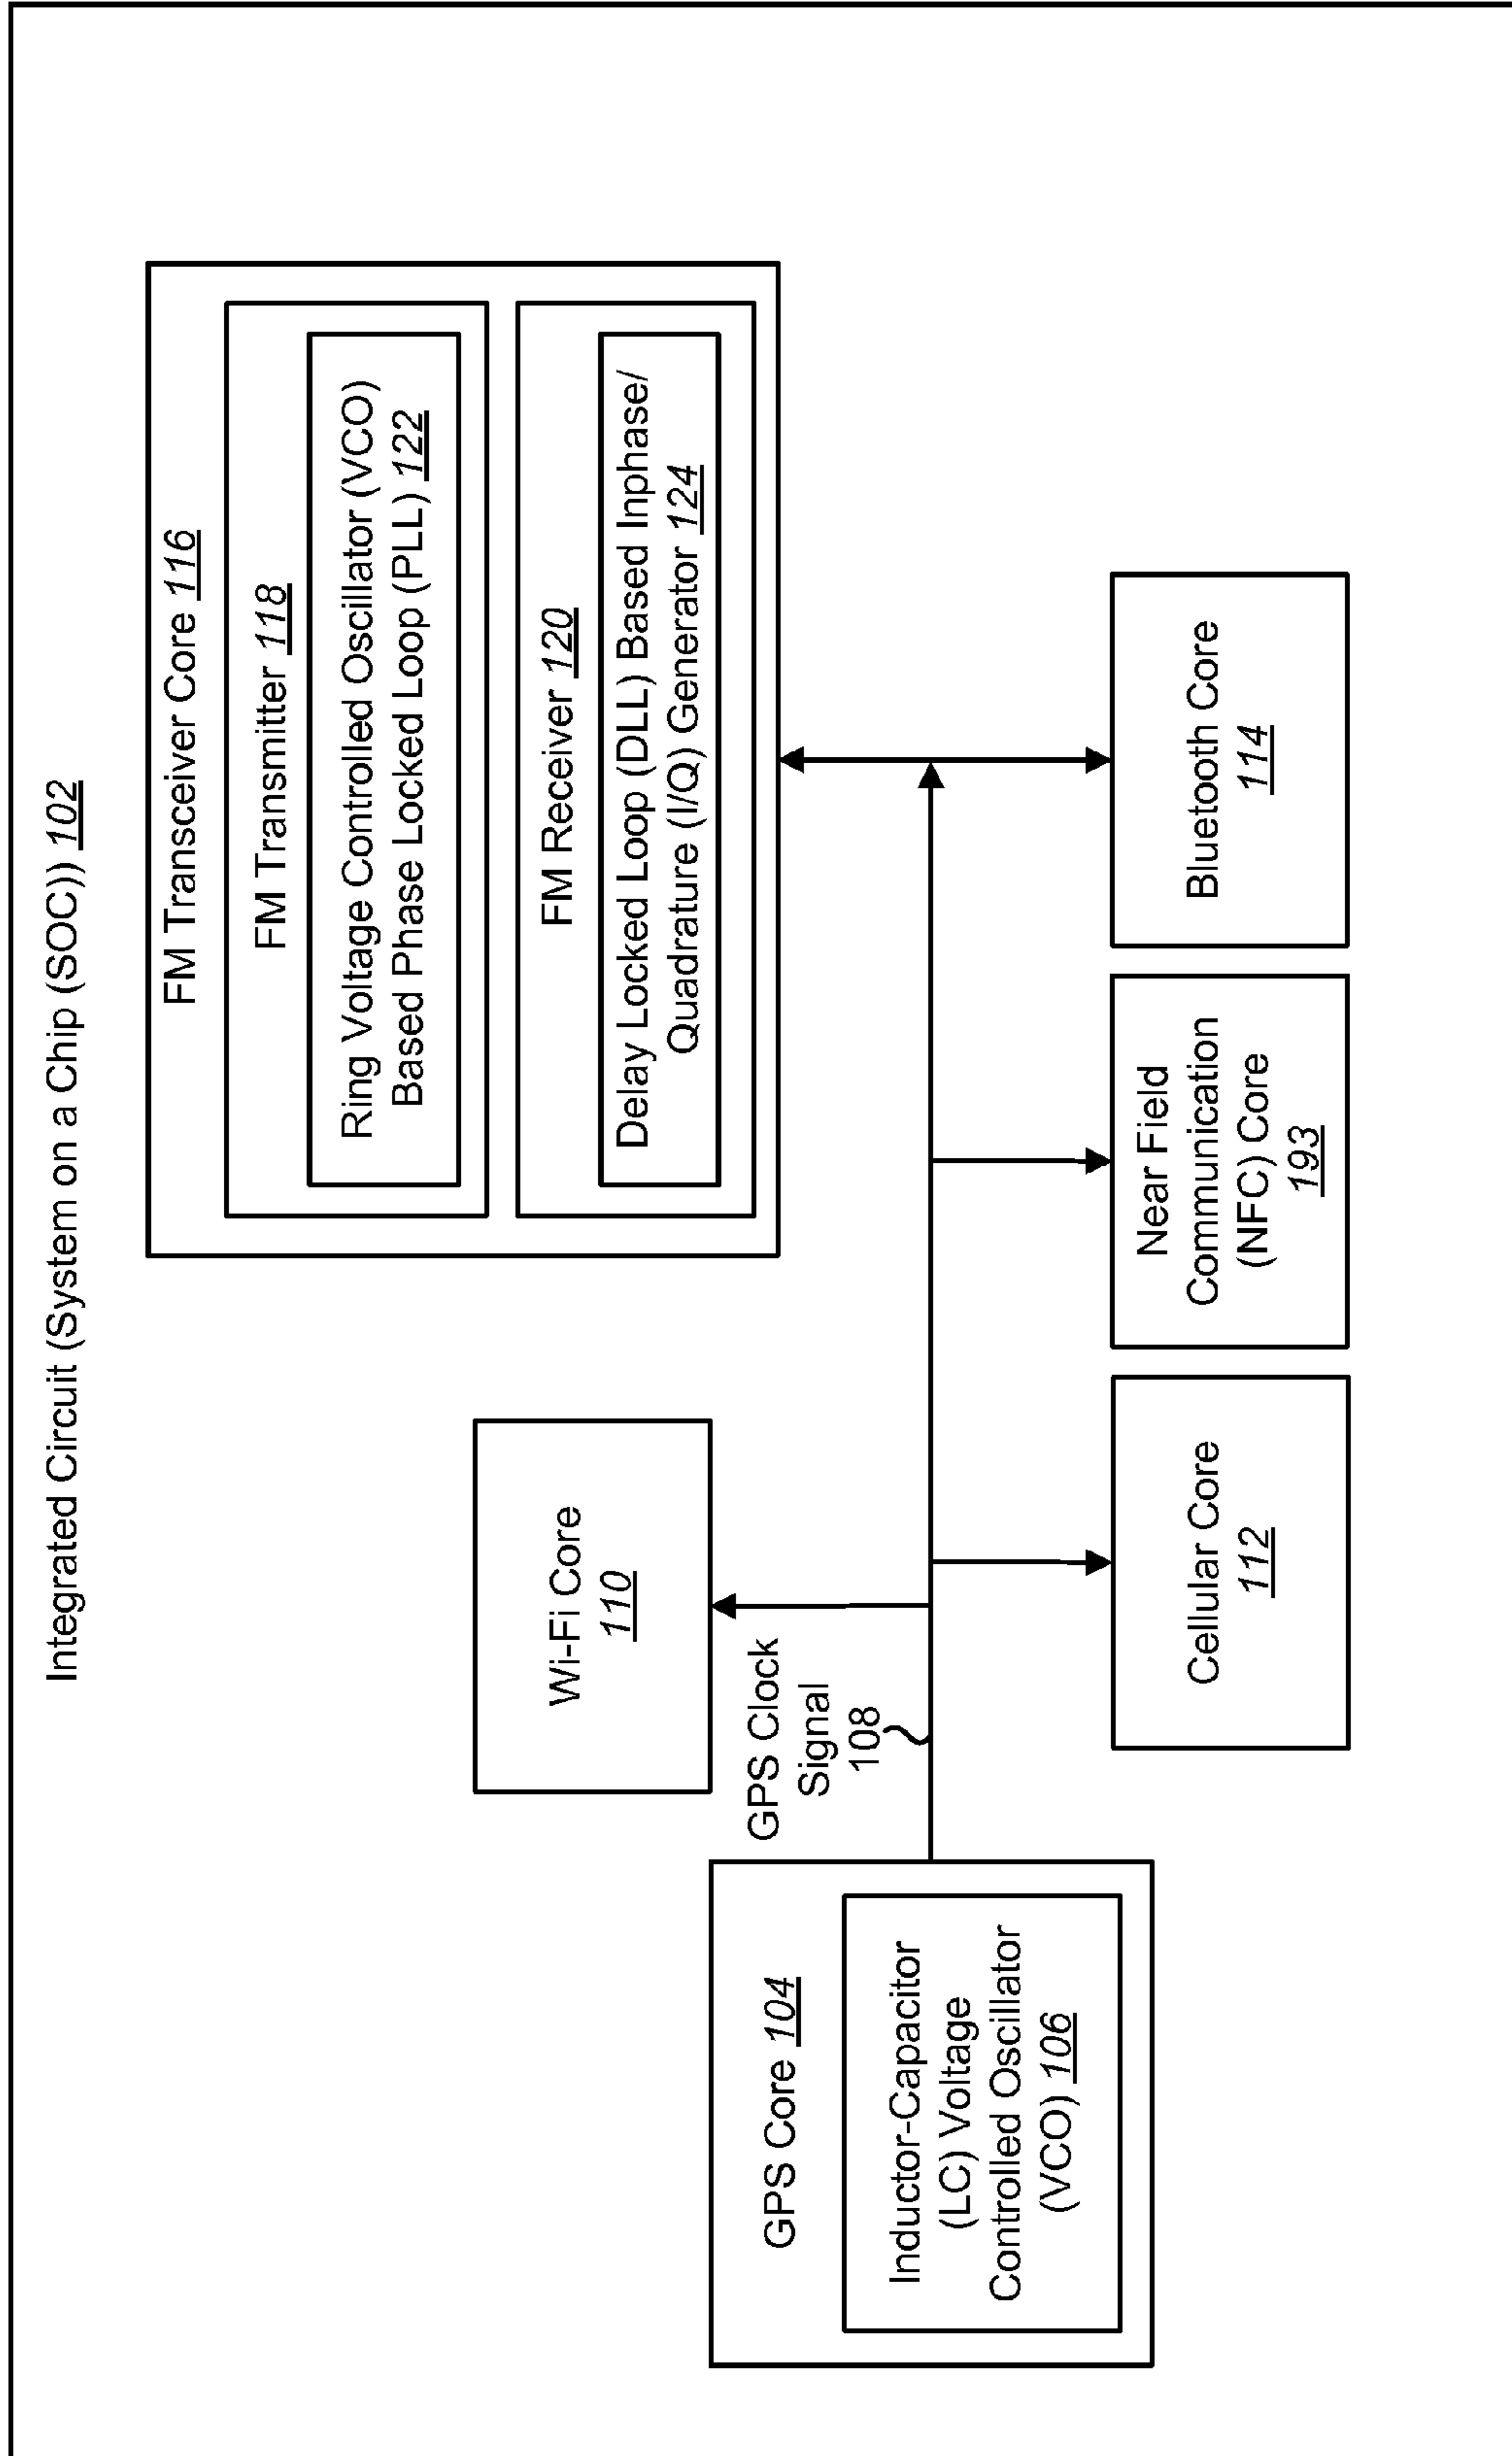 Integrated Circuit (System on a Chip (SOC)) 102
FM Transceiver Core 116
FM Transmitter 118
Ring Voltage Controlled Oscillator (VCO)
Based Phase Locked Loop (PLL) 122
FM Receiver 120
Delay Locked Loop (DLL) Based Inphase/
Quadrature (I/Q) Generator 124
Wi-Fi Core
110
GPS Clock
Signal
108
GPS Core 104
Inductor-Capacitor
(LC) Voltage
Controlled Oscillator
(VCO) 106
Cellular Core
112
Near Field
Communication
(NFC) Core
193
Bluetooth Core
114